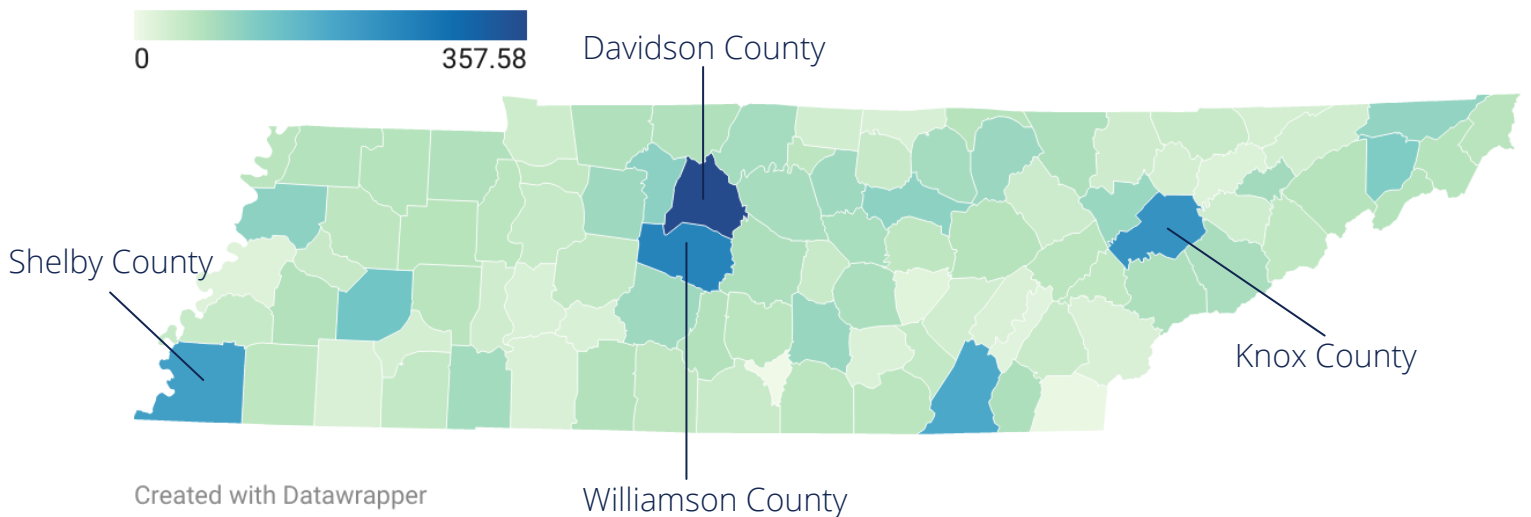 0
357.58
Davidson County
Shelby County
Knox County
Williamson County
Created with Datawrapper